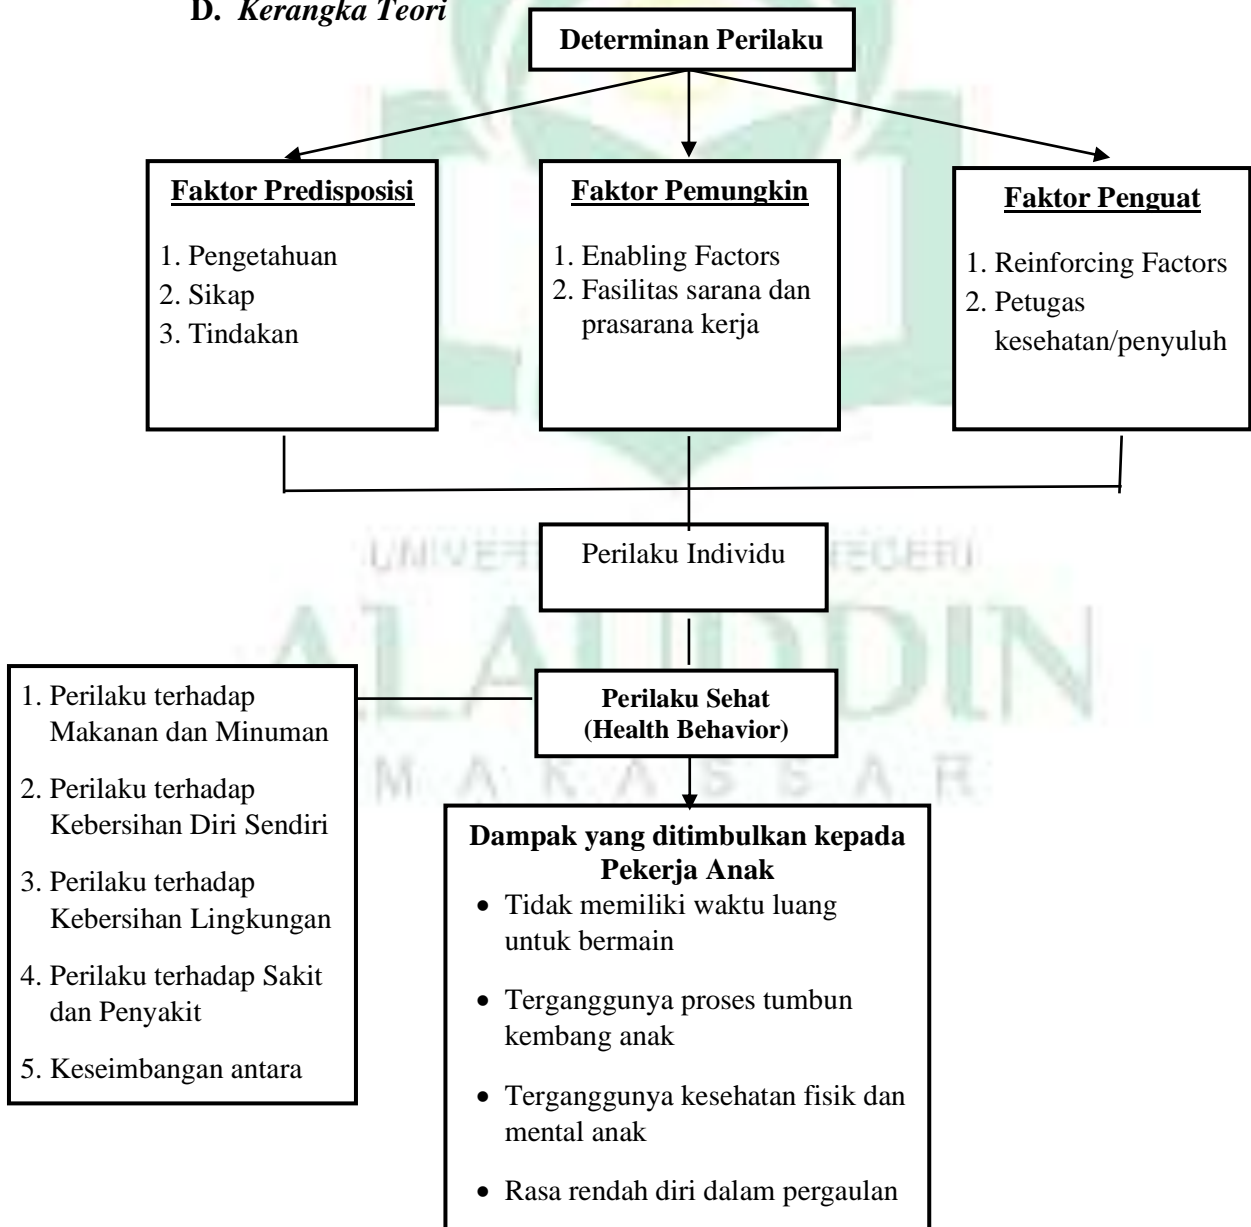 D. Kerangka Teori
Determinan Perilaku
Faktor Predisposisi
1. Pengetahuan
2. Sikap
3. Tindakan
Faktor Pemungkin
1. Enabling Factors
2. Fasilitas sarana dan
prasarana kerja
Faktor Penguat
1. Reinforcing Factors
2. Petugas
kesehatan/penyuluh
Perilaku Individu
NEGERI
ALAUDDIN
MAKASSAR
Perilaku Sehat
(Health Behavior)
1. Perilaku terhadap
Makanan dan Minuman
2. Perilaku terhadap
Kebersihan Diri Sendiri
3. Perilaku terhadap
Kebersihan Lingkungan
4. Perilaku terhadap Sakit
dan Penyakit
5. Keseimbangan antara
Dampak yang ditimbulkan kepada
Pekerja Anak
• Tidak memiliki waktu luang
untuk bermain
• Terganggunya proses tumbun
kembang anak
• Terganggunya kesehatan fisik dan
mental anak
• Rasa rendah diri dalam pergaulan